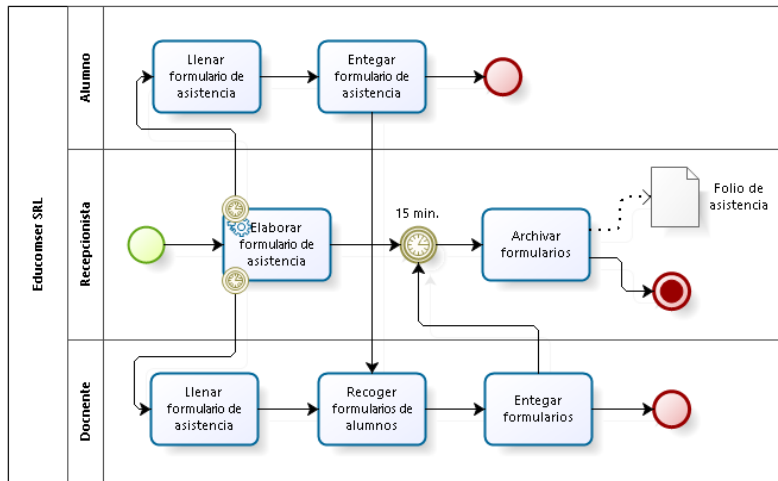 Educomser SRL
Alumno
Llenar
formulario de
asistencia
Entegar
formulario de
asistencia
Recepcionista
Elaborar
formulario de
asistencia
15 min.
Archivar
formularios
Folio de
asistencia
Docnente
Llenar
formulario de
asistencia
Recoger
formularios de
alumnos
Entegar
formularios